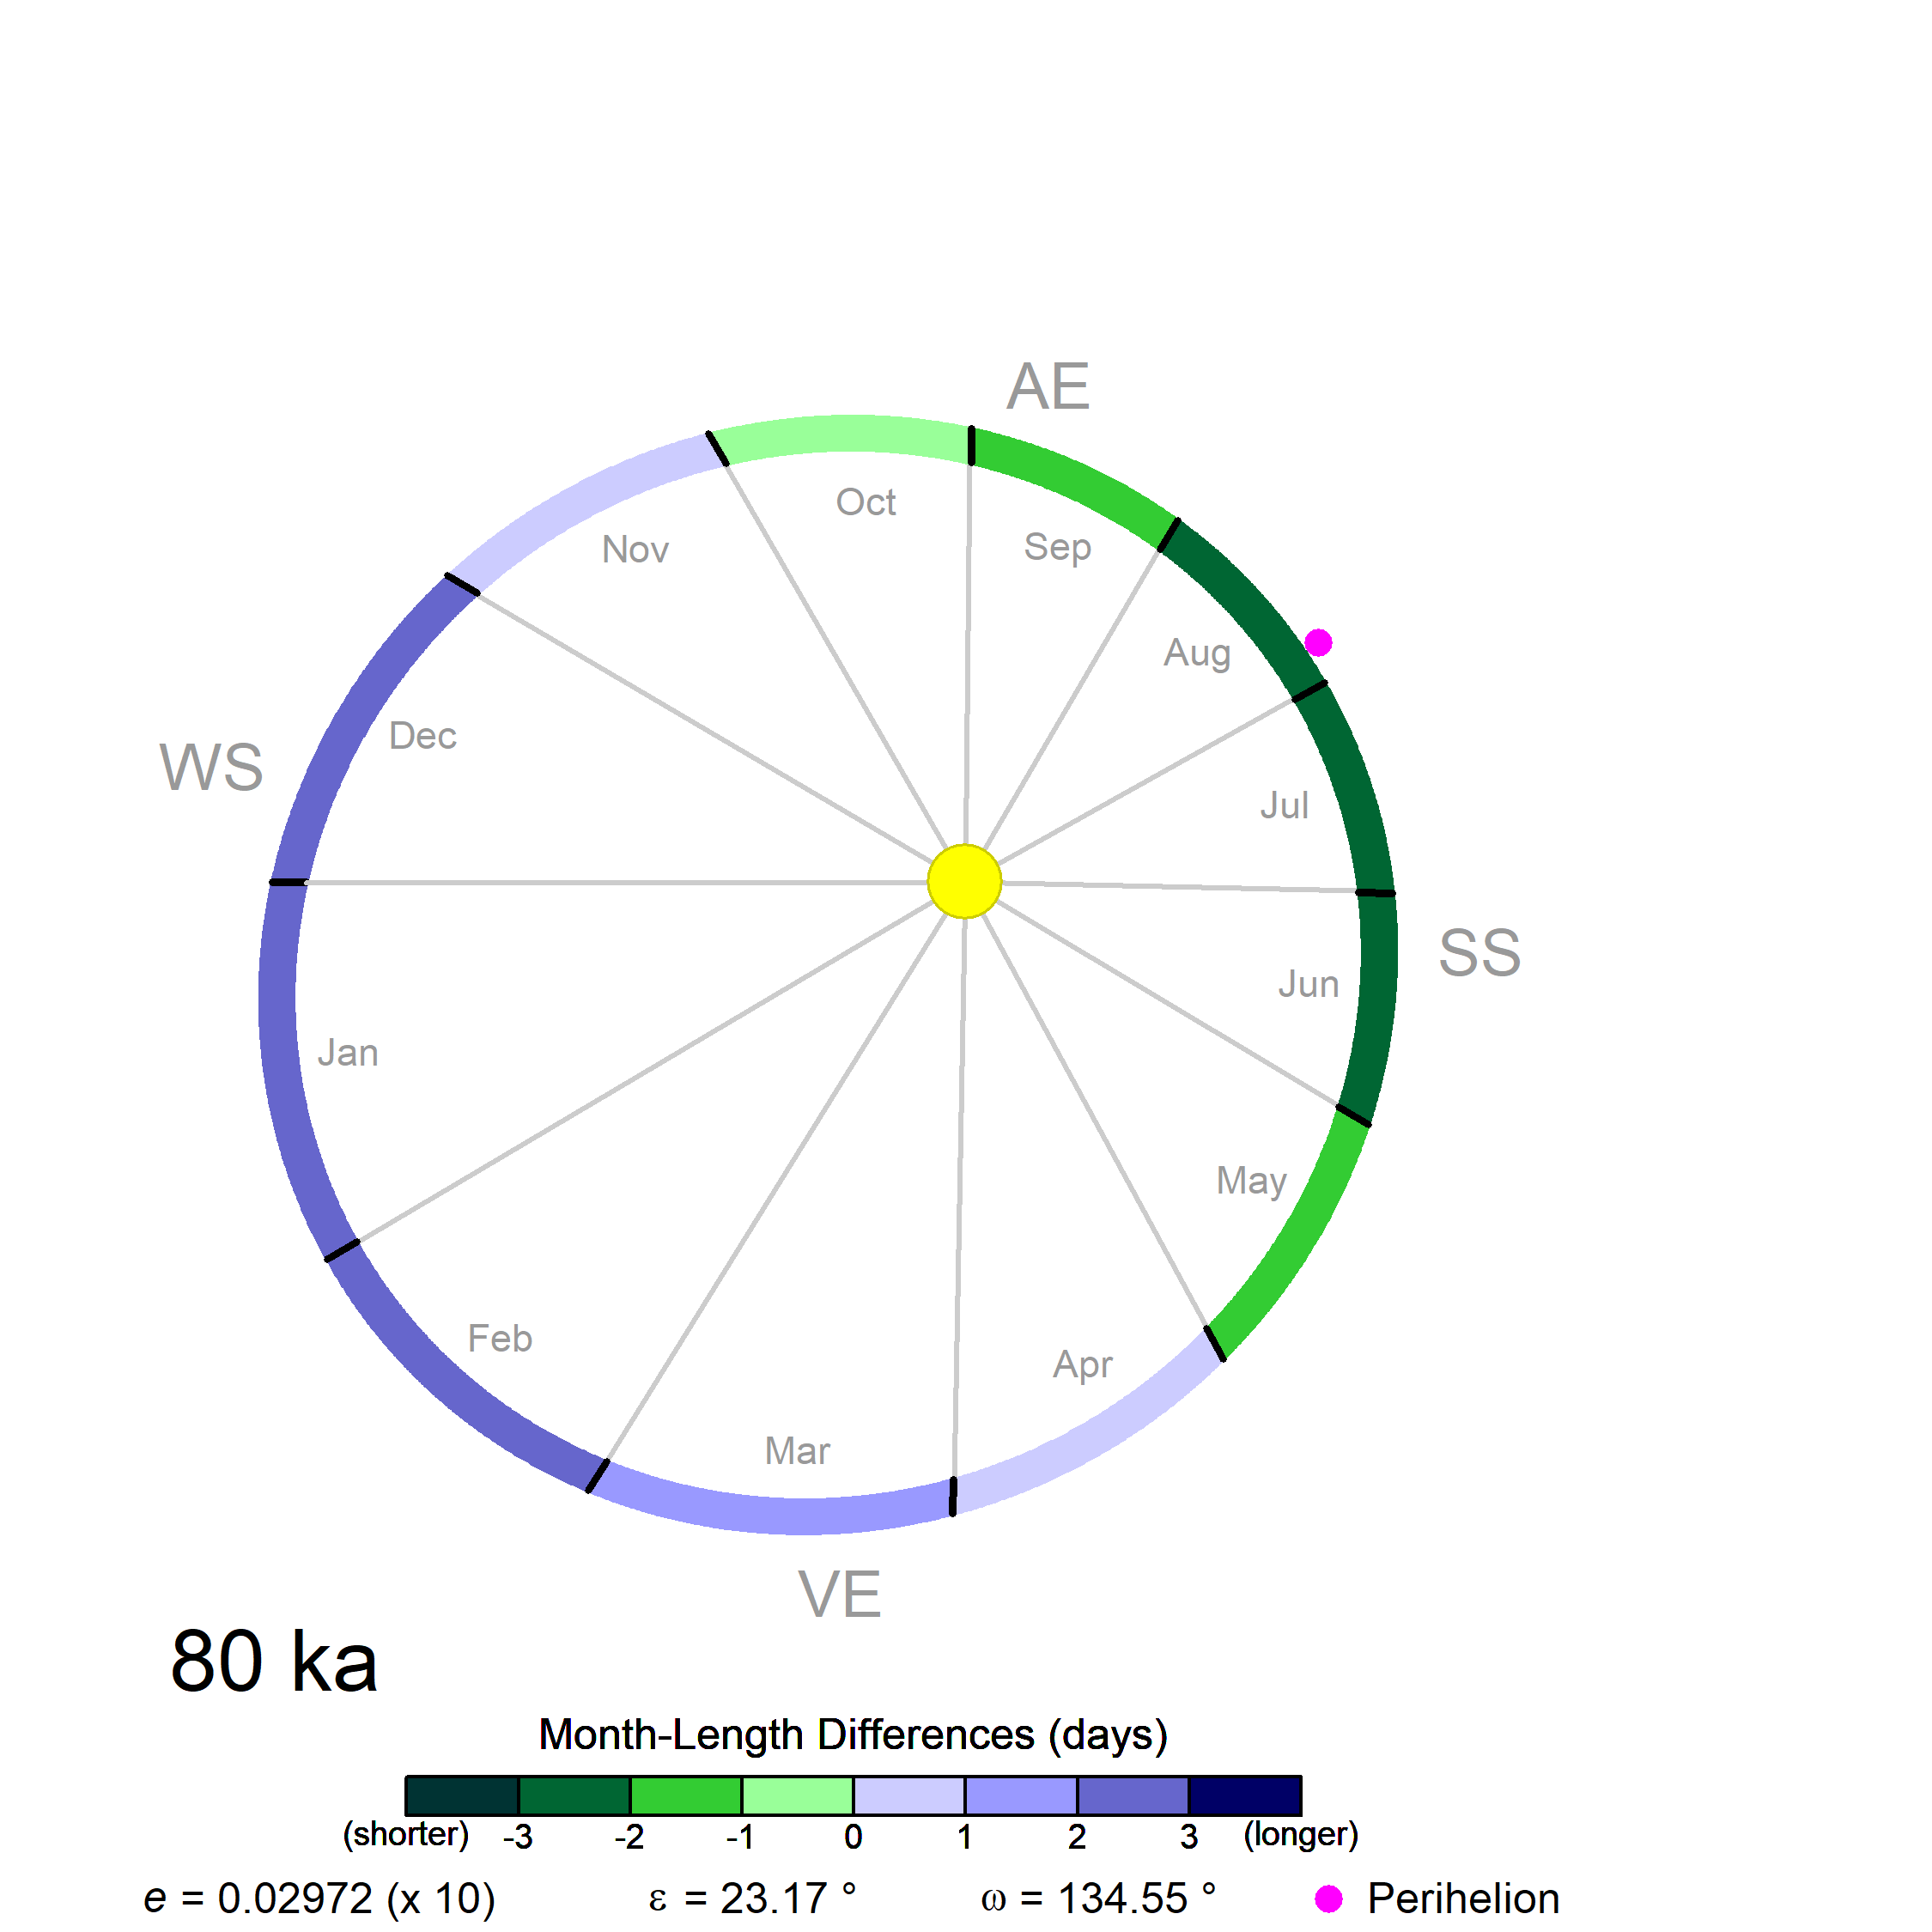 AE
Oct
Sep
Nov
Aug
Dec
WS
Jul
SS
Jun
Jan
May
Feb
Apr
Mar
VE
80 ka
Month-Length Differences (days)
(shorter) -3 -2 -1 0 1 2 3 (longer)
e = 0.02972 (x 10) ε = 23.17 ° ω = 134.55 ° Perihelion